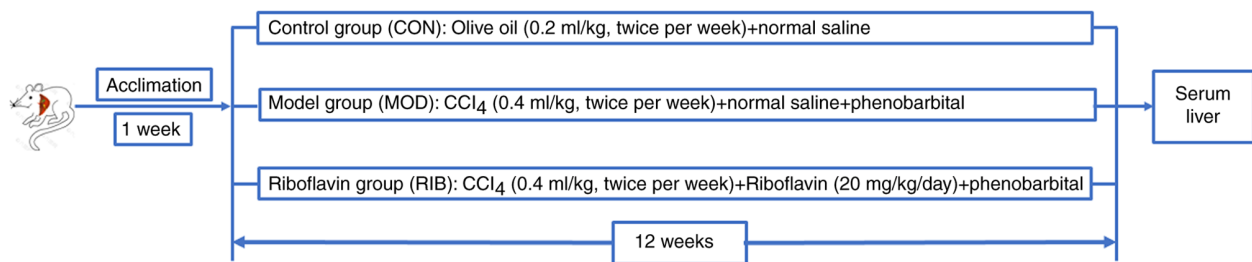 Control group (CON): Olive oil (0.2 ml/kg, twice per week)+normal saline
Acclimation
1 week
Model group (MOD): CCI₄ (0.4 ml/kg, twice per week)+normal saline+phenobarbital
Serum
liver
Riboflavin group (RIB): CCI₄ (0.4 ml/kg, twice per week)+Riboflavin (20 mg/kg/day)+phenobarbital
12 weeks